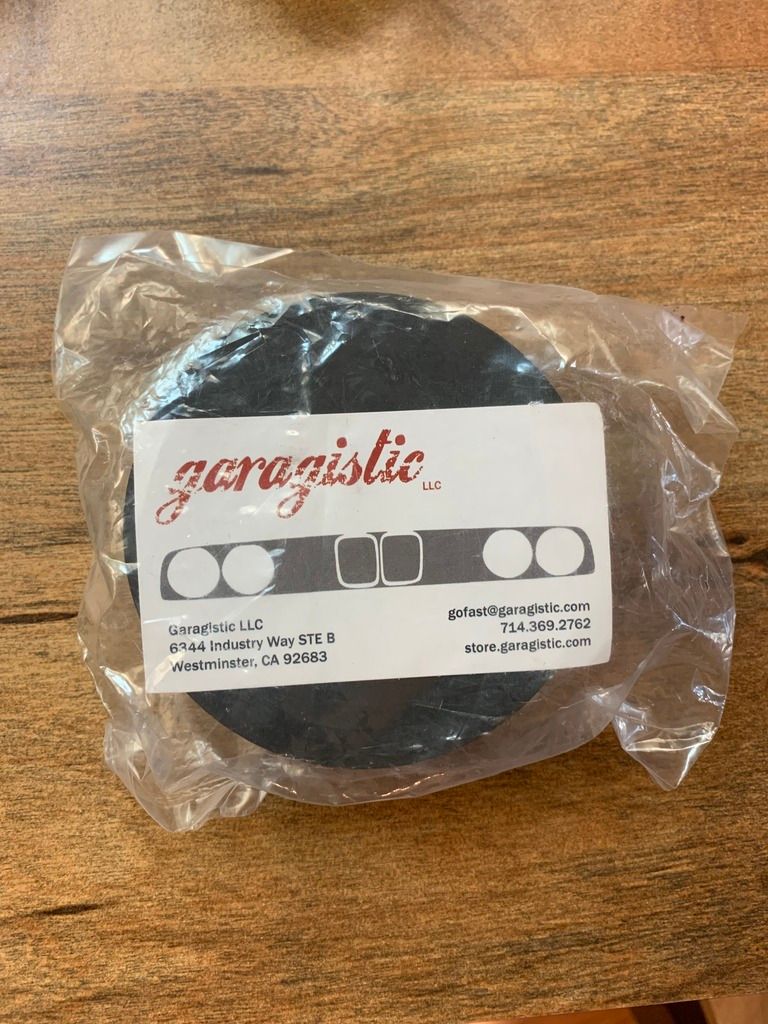 garagistic LLC
Garagistic LLC
6344 Industry Way STE B
Westminster, CA 92683
gofast@garagistic.com
714.369.2762
store.garagistic.com